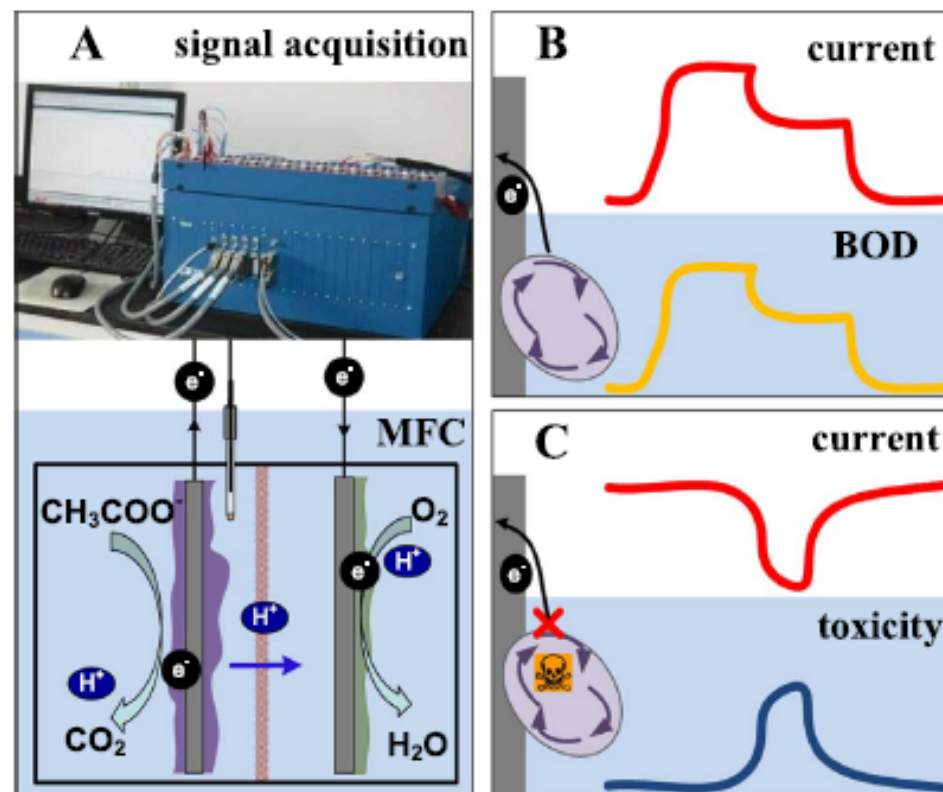 A
signal acquisition
e⁻
e⁻
MFC
CH₃COO⁻
O₂
H⁺
e⁻
H⁺
H⁺
e⁻
CO₂
H₂O
B
current
e⁻
BOD
C
current
e⁻
toxicity